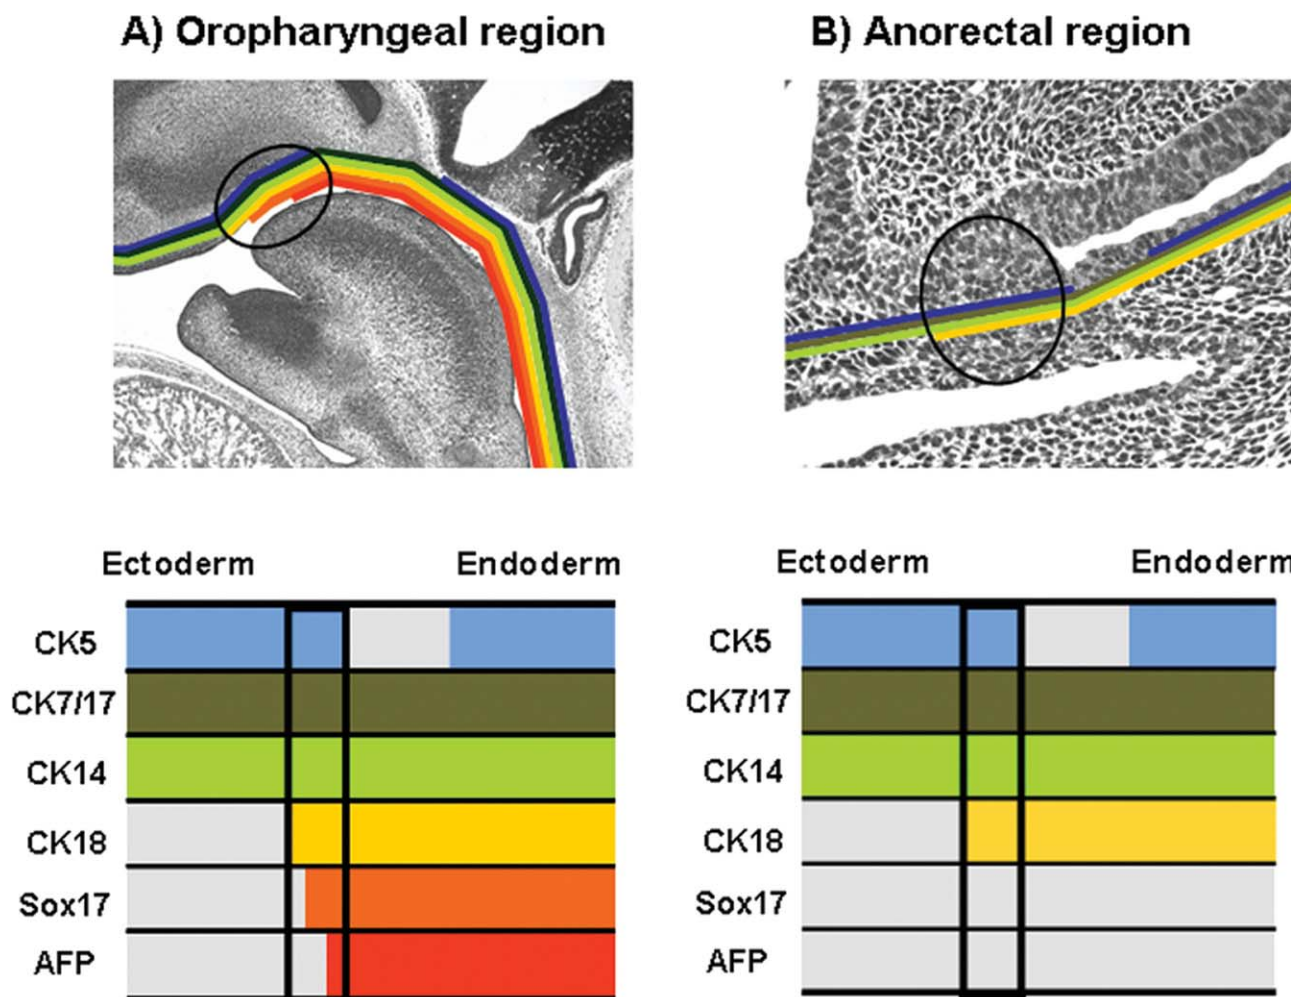 A) Oropharyngeal region
B) Anorectal region
Ectoderm Endoderm
CK5
CK7/17
CK14
CK18
Sox17
AFP
Ectoderm Endoderm
CK5
CK7/17
CK14
CK18
Sox17
AFP